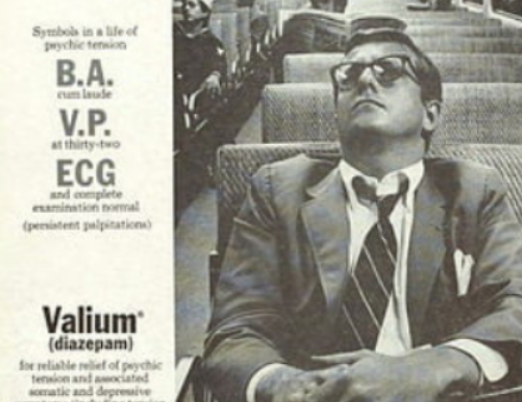 Symbols in a life of
psychic tension
B.A.
cum laude
V.P.
at thirty-two
ECG
and complete
examination normal
(persistent palpitations)
Valium®
(diazepam)
for reliable relief of psychic
tension and associated
somatic and depressive